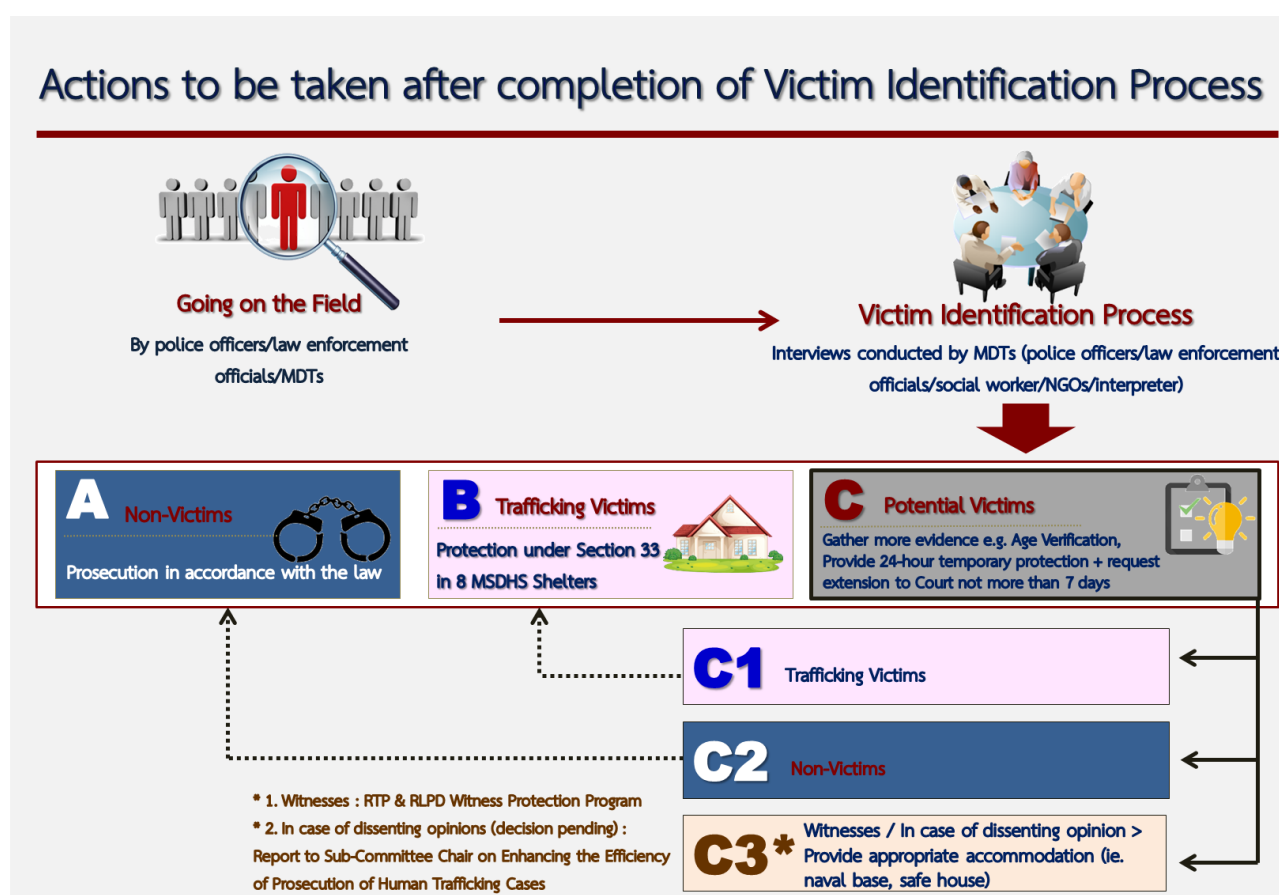 Actions to be taken after completion of Victim Identification Process
Going on the Field
By police officers/law enforcement
officials/MDTs
Victim Identification Process
Interviews conducted by MDTs (police officers/law enforcement
officials/social worker/NGOs/interpreter)
A Non-Victims
Prosecution in accordance with the law
B Trafficking Victims
Protection under Section 33
in 8 MSDHS Shelters
C Potential Victims
Gather more evidence e.g. Age Verification,
Provide 24-hour temporary protection + request
extension to Court not more than 7 days
C1 Trafficking Victims
C2 Non-Victims
* 1. Witnesses : RTP & RLPD Witness Protection Program
* 2. In case of dissenting opinions (decision pending) :
Report to Sub-Committee Chair on Enhancing the Efficiency
of Prosecution of Human Trafficking Cases
C3*
Witnesses / In case of dissenting opinion >
Provide appropriate accommodation (ie.
naval base, safe house)